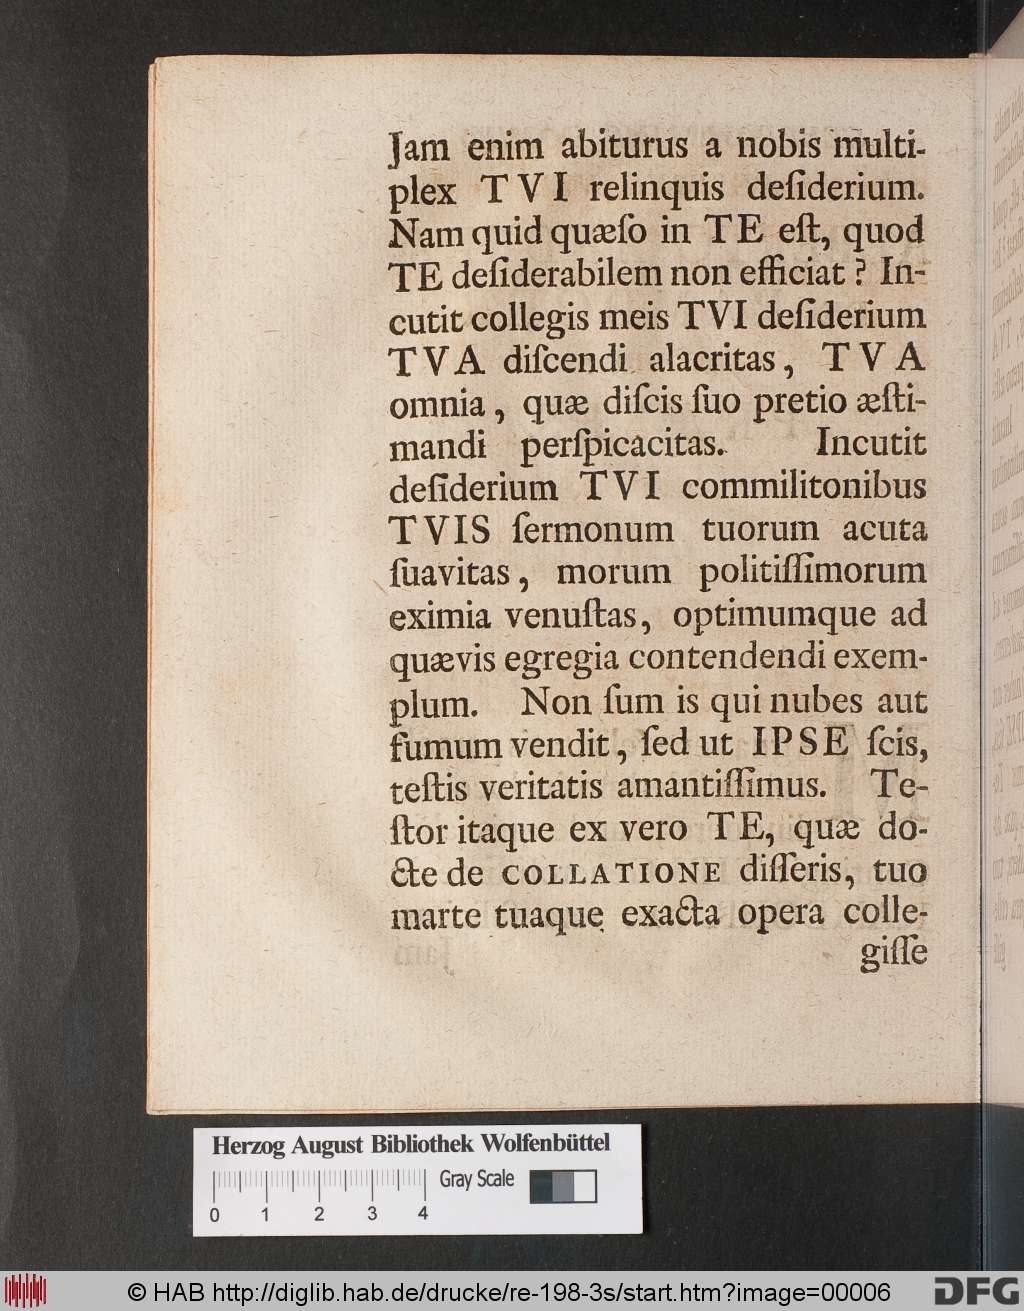 Jam enim abiturus a nobis multi-
plex TVI relinquis deſiderium.
Nam quid quæſo in TE eſt, quod
TE deſiderabilem non efficiat? In-
cutit collegis meis TVI deſiderium
TVA diſcendi alacritas, TVA
omnia, quæ diſcis ſuo pretio æſti-
mandi perſpicacitas. Incutit
deſiderium TVI commilitonibus
TVIS ſermonum tuorum acuta
ſuavitas, morum politiſſimorum
eximia venuſtas, optimumque ad
quævis egregia contendendi exem-
plum. Non ſum is qui nubes aut
fumum vendit, ſed ut IPSE ſcis,
teſtis veritatis amantiſſimus. Te-
ſtor itaque ex vero TE, quæ do-
cte de COLLATIONE diſſeris, tuo
marte tuaque exacta opera colle-
giſſe
Herzog August Bibliothek Wolfenbüttel
Gray Scale
0 1 2 3 4
© HAB http://diglib.hab.de/drucke/re-198-3s/start.htm?image=00006
DFG